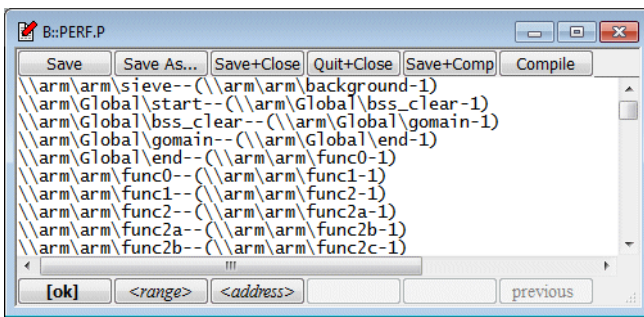 B::PERF.P
Save Save As... Save+Close Quit+Close Save+Comp Compile
\\arm\arm\sieve--(\\arm\arm\background-1)
\\arm\Global\start--(\\arm\Global\bss_clear-1)
\\arm\Global\bss_clear--(\\arm\Global\gomain-1)
\\arm\Global\gomain--(\\arm\Global\end-1)
\\arm\Global\end--(\\arm\arm\func0-1)
\\arm\arm\func0--(\\arm\arm\func1-1)
\\arm\arm\func1--(\\arm\arm\func2-1)
\\arm\arm\func2--(\\arm\arm\func2a-1)
\\arm\arm\func2a--(\\arm\arm\func2b-1)
\\arm\arm\func2b--(\\arm\arm\func2c-1)
[ok] <range> <address> previous